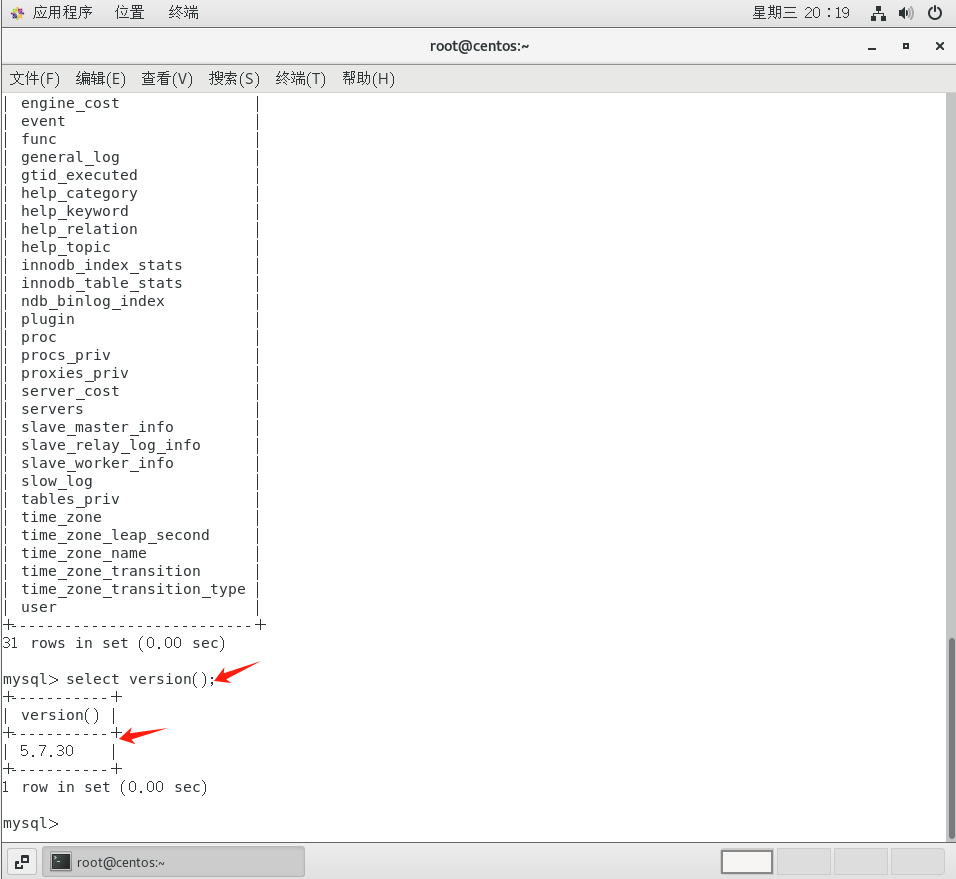 应用程序 位置 终端 星期三 20：19
root@centos:~
文件(F) 编辑(E) 查看(V) 搜索(S) 终端(T) 帮助(H)
| engine_cost |
| event |
| func |
| general_log |
| gtid_executed |
| help_category |
| help_keyword |
| help_relation |
| help_topic |
| innodb_index_stats |
| innodb_table_stats |
| ndb_binlog_index |
| plugin |
| proc |
| procs_priv |
| proxies_priv |
| server_cost |
| servers |
| slave_master_info |
| slave_relay_log_info |
| slave_worker_info |
| slow_log |
| tables_priv |
| time_zone |
| time_zone_leap_second |
| time_zone_name |
| time_zone_transition |
| time_zone_transition_type |
| user |
+---------------------------+
31 rows in set (0.00 sec)
mysql> select version();
+-----------+
| version() |
+-----------+
| 5.7.30 |
+-----------+
1 row in set (0.00 sec)
mysql>
root@centos:~